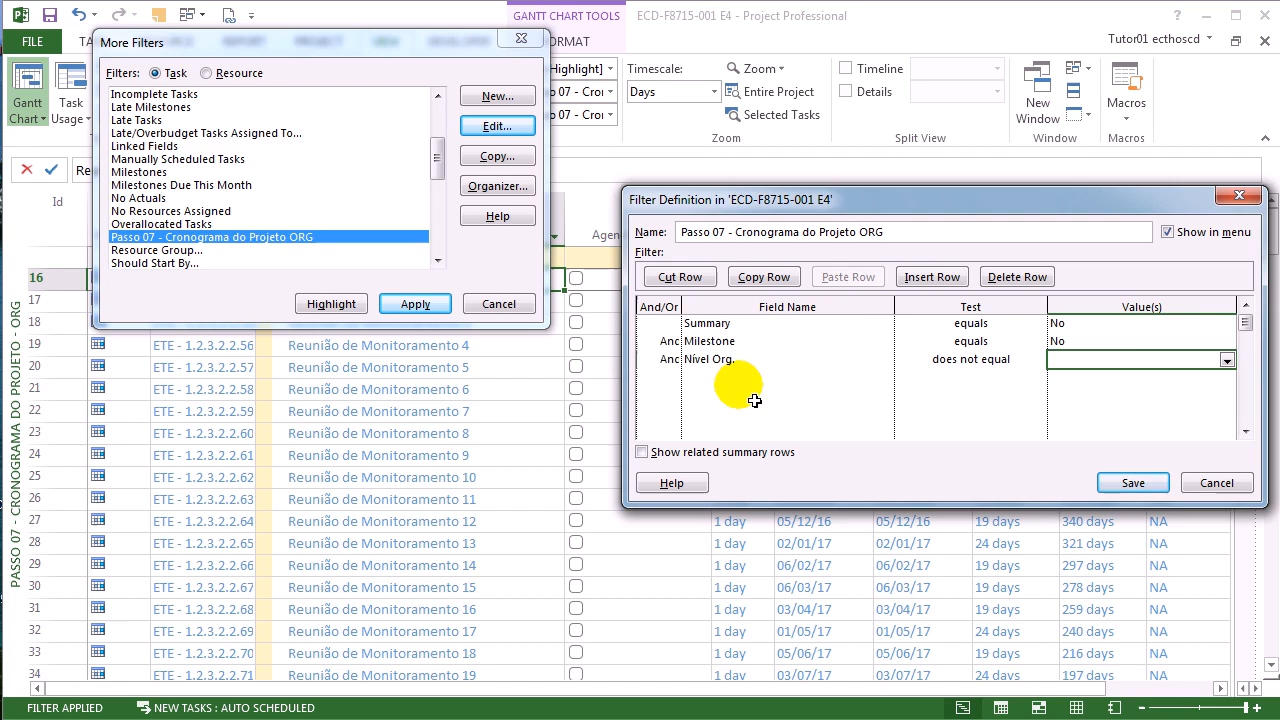 GANTT CHART TOOLS
ECD-F8715-001 E4 - Project Professional
FILE
FORMAT
Tutor01 ecthoscd
More Filters
Filters: Task Resource
Incomplete Tasks
Late Milestones
Late Tasks
Late/Overbudget Tasks Assigned To...
Linked Fields
Manually Scheduled Tasks
Milestones
Milestones Due This Month
No Actuals
No Resources Assigned
Overallocated Tasks
Passo 07 - Cronograma do Projeto ORG
Resource Group...
Should Start By...
New...
Edit...
Copy...
Organizer...
Help
Highlight
Apply
Cancel
Gantt
Chart
Task
Usage
Highlight]
07 - Cro
07 - Cro
Timescale:
Days
Zoom
Entire Project
Selected Tasks
Zoom
Timeline
Details
Split View
New
Window
Window
Macros
Macros
Re
Id
Agen
Filter Definition in 'ECD-F8715-001 E4'
Name: Passo 07 - Cronograma do Projeto ORG
Show in menu
Filter:
Cut Row
Copy Row
Paste Row
Insert Row
Delete Row
And/Or Field Name Test Value(s)
Summary equals No
Anc Milestone equals No
Anc Nível Org. does not equal
Show related summary rows
Help
Save
Cancel
PASSO 07 - CRONOGRAMA DO PROJETO - ORG
16
17
18
19 ETE - 1.2.3.2.2.56 Reunião de Monitoramento 4
20 ETE - 1.2.3.2.2.57 Reunião de Monitoramento 5
21 ETE - 1.2.3.2.2.58 Reunião de Monitoramento 6
22 ETE - 1.2.3.2.2.59 Reunião de Monitoramento 7
23 ETE - 1.2.3.2.2.60 Reunião de Monitoramento 8
24 ETE - 1.2.3.2.2.61 Reunião de Monitoramento 9
25 ETE - 1.2.3.2.2.62 Reunião de Monitoramento 10
26 ETE - 1.2.3.2.2.63 Reunião de Monitoramento 11
27 ETE - 1.2.3.2.2.64 Reunião de Monitoramento 12 1 day 05/12/16 05/12/16 19 days 340 days NA
28 ETE - 1.2.3.2.2.65 Reunião de Monitoramento 13 1 day 02/01/17 02/01/17 24 days 321 days NA
29 ETE - 1.2.3.2.2.66 Reunião de Monitoramento 14 1 day 06/02/17 06/02/17 19 days 297 days NA
30 ETE - 1.2.3.2.2.67 Reunião de Monitoramento 15 1 day 06/03/17 06/03/17 19 days 278 days NA
31 ETE - 1.2.3.2.2.68 Reunião de Monitoramento 16 1 day 03/04/17 03/04/17 19 days 259 days NA
32 ETE - 1.2.3.2.2.69 Reunião de Monitoramento 17 1 day 01/05/17 01/05/17 24 days 240 days NA
33 ETE - 1.2.3.2.2.70 Reunião de Monitoramento 18 1 day 05/06/17 05/06/17 19 days 216 days NA
34 ETE - 1.2.3.2.2.71 Reunião de Monitoramento 19 1 day 03/07/17 03/07/17 24 days 197 days NA
FILTER APPLIED
NEW TASKS : AUTO SCHEDULED